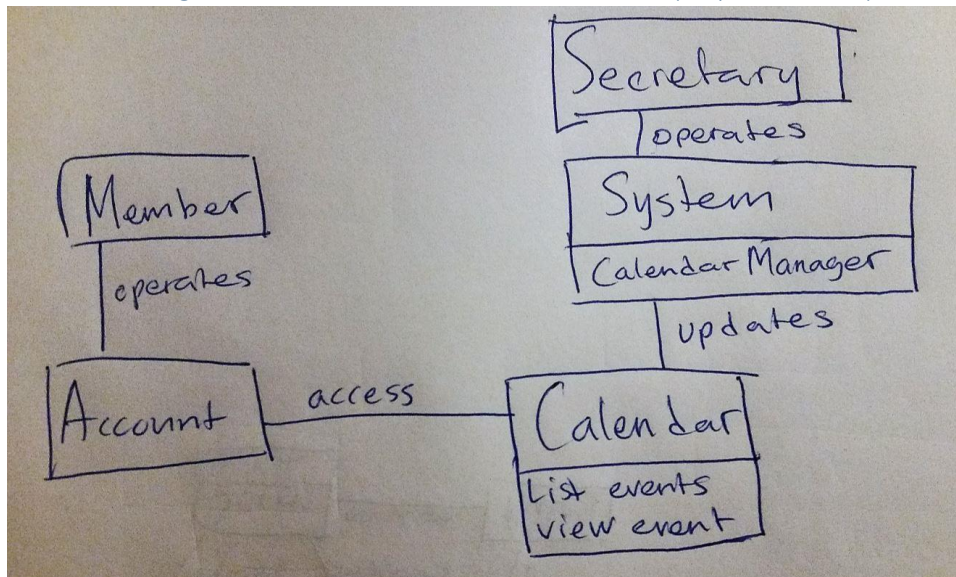 Secretary
operates
Member
System
Calendar Manager
operates
updates
Account
access
Calendar
List events
view event